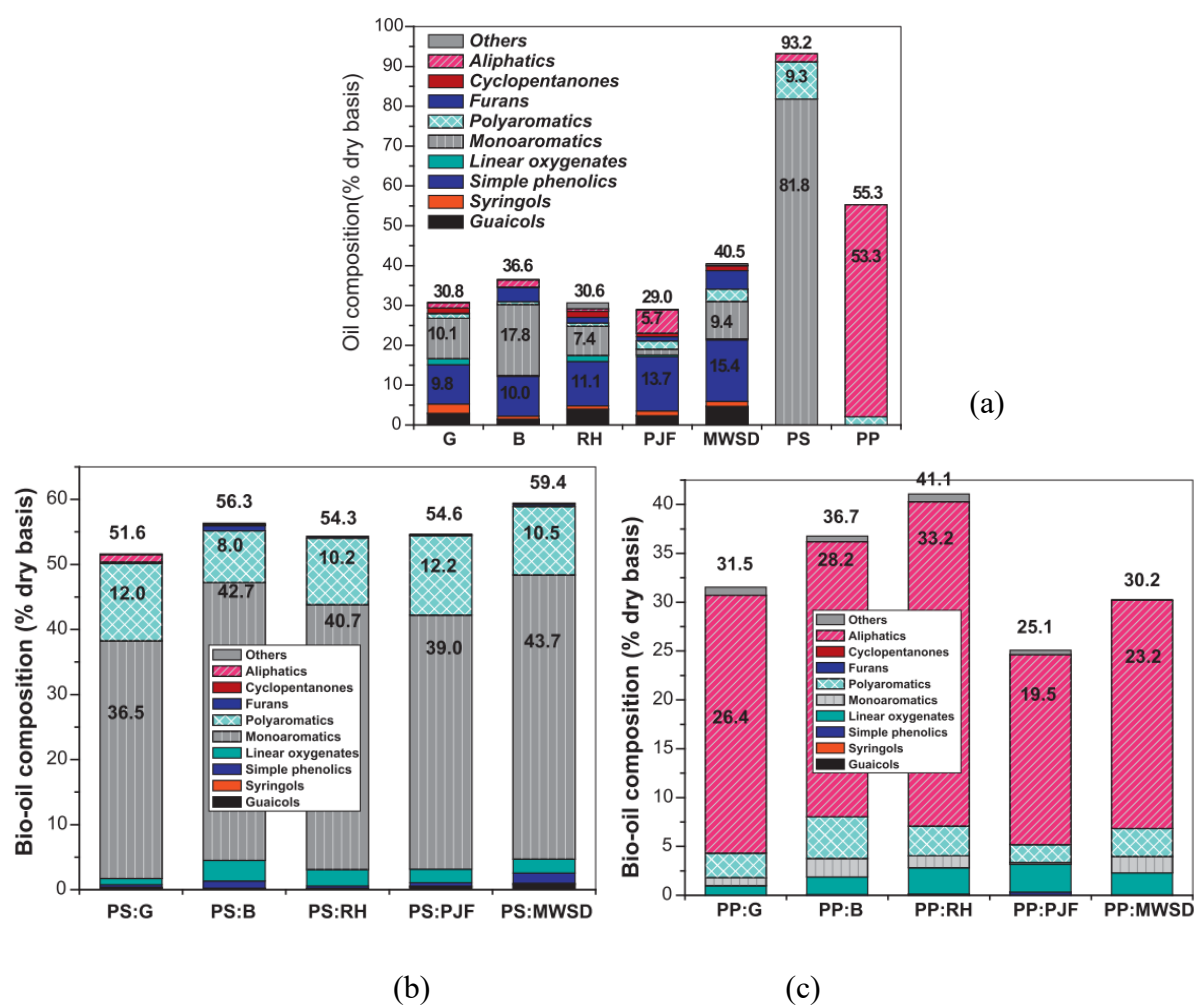 Oil composition(% dry basis)
100
90
80
70
60
50
40
30
20
10
0
Others
Aliphatics
Cyclopentanones
Furans
Polyaromatics
Monoaromatics
Linear oxygenates
Simple phenolics
Syringols
Guaicols
30.8
10.1
9.8
36.6
17.8
10.0
30.6
7.4
11.1
29.0
5.7
13.7
40.5
9.4
15.4
93.2
9.3
81.8
55.3
53.3
G B RH PJF MWSD PS PP
(a)
Bio-oil composition (% dry basis)
60
50
40
30
20
10
0
51.6
12.0
36.5
56.3
8.0
42.7
54.3
10.2
40.7
54.6
12.2
39.0
59.4
10.5
43.7
Others
Aliphatics
Cyclopentanones
Furans
Polyaromatics
Monoaromatics
Linear oxygenates
Simple phenolics
Syringols
Guaicols
PS:G PS:B PS:RH PS:PJF PS:MWSD
(b)
Bio-oil composition (% dry basis)
40
35
30
25
20
15
10
5
0
31.5
26.4
36.7
28.2
41.1
33.2
25.1
19.5
30.2
23.2
Others
Aliphatics
Cyclopentanones
Furans
Polyaromatics
Monoaromatics
Linear oxygenates
Simple phenolics
Syringols
Guaicols
PP:G PP:B PP:RH PP:PJF PP:MWSD
(c)